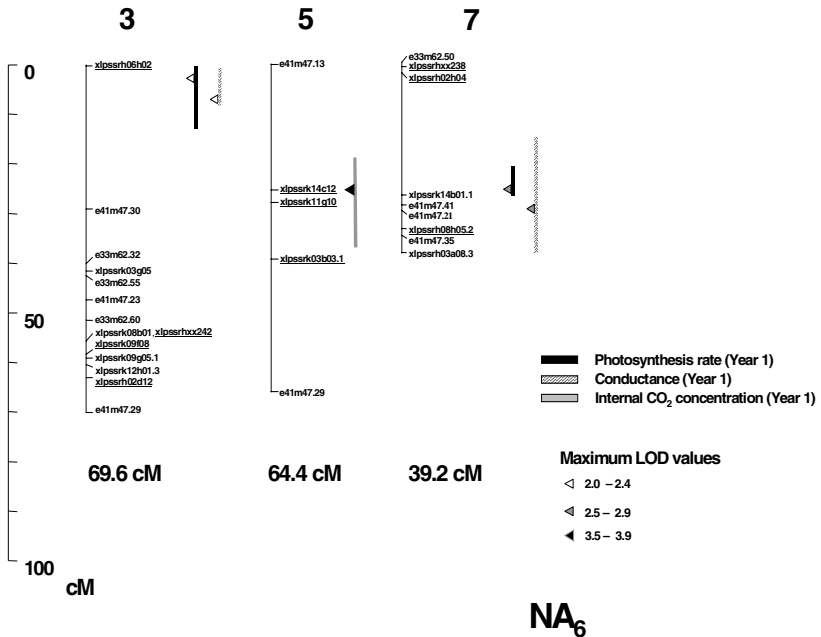 3
5
7
0
50
100
cM
xlpssrh06h02
e41m47.30
e33m62.32
xlpssrk03g05
e33m62.55
e41m47.23
e33m62.60
xlpssrk08b01, xlpssrhxx242
xlpssrk09f08
xlpssrk09g05.1
xlpssrk12h01.3
xlpssrh02d12
e41m47.29
69.6 cM
e41m47.13
xlpssrk14c12
xlpssrk11g10
xlpssrk03b03.1
e41m47.29
64.4 cM
e33m62.50
xlpssrhxx238
xlpssrh02h04
xlpssrk14b01.1
e41m47.41
e41m47.21
xlpssrh08h05.2
e41m47.35
xlpssrh03a08.3
39.2 cM
Photosynthesis rate (Year 1)
Conductance (Year 1)
Internal CO2 concentration (Year 1)
Maximum LOD values
2.0 – 2.4
2.5 – 2.9
3.5 – 3.9
NA6